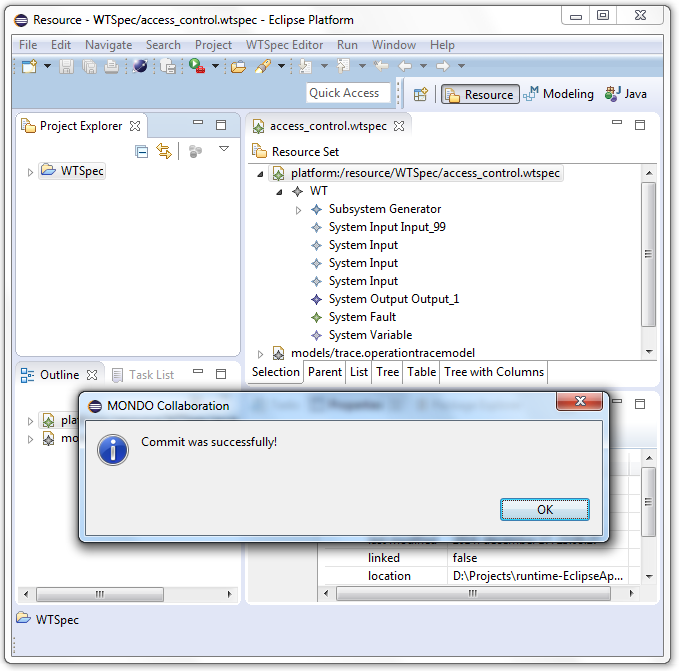 Resource - WTSpec/access_control.wtspec - Eclipse Platform
File Edit Navigate Search Project WTSpec Editor Run Window Help
Quick Access
Resource Modeling Java
Project Explorer
WTSpec
access_control.wtspec
Resource Set
platform:/resource/WTSpec/access_control.wtspec
WT
Subsystem Generator
System Input Input_99
System Input
System Input
System Input
System Output Output_1
System Fault
System Variable
models/trace.operationtracemodel
Selection Parent List Tree Table Tree with Columns
Outline Task List
pla
mo
MONDO Collaboration
Commit was successfully!
OK
linked false
location D:\Projects\runtime-EclipseAp...
WTSpec